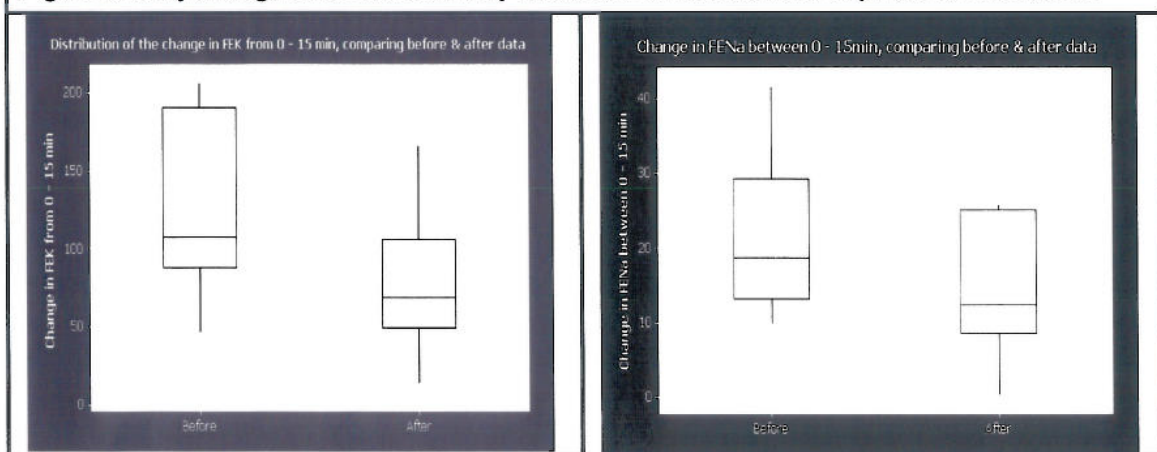 Distribution of the change in FEK from 0 - 15 min, comparing before & after data
Change in FEK from 0 - 15 min
200
150
100
50
0
Before
After
Change in FENa between 0 - 15min, comparing before & after data
Change in FENa between 0 - 15 min
40
30
20
10
0
Before
After